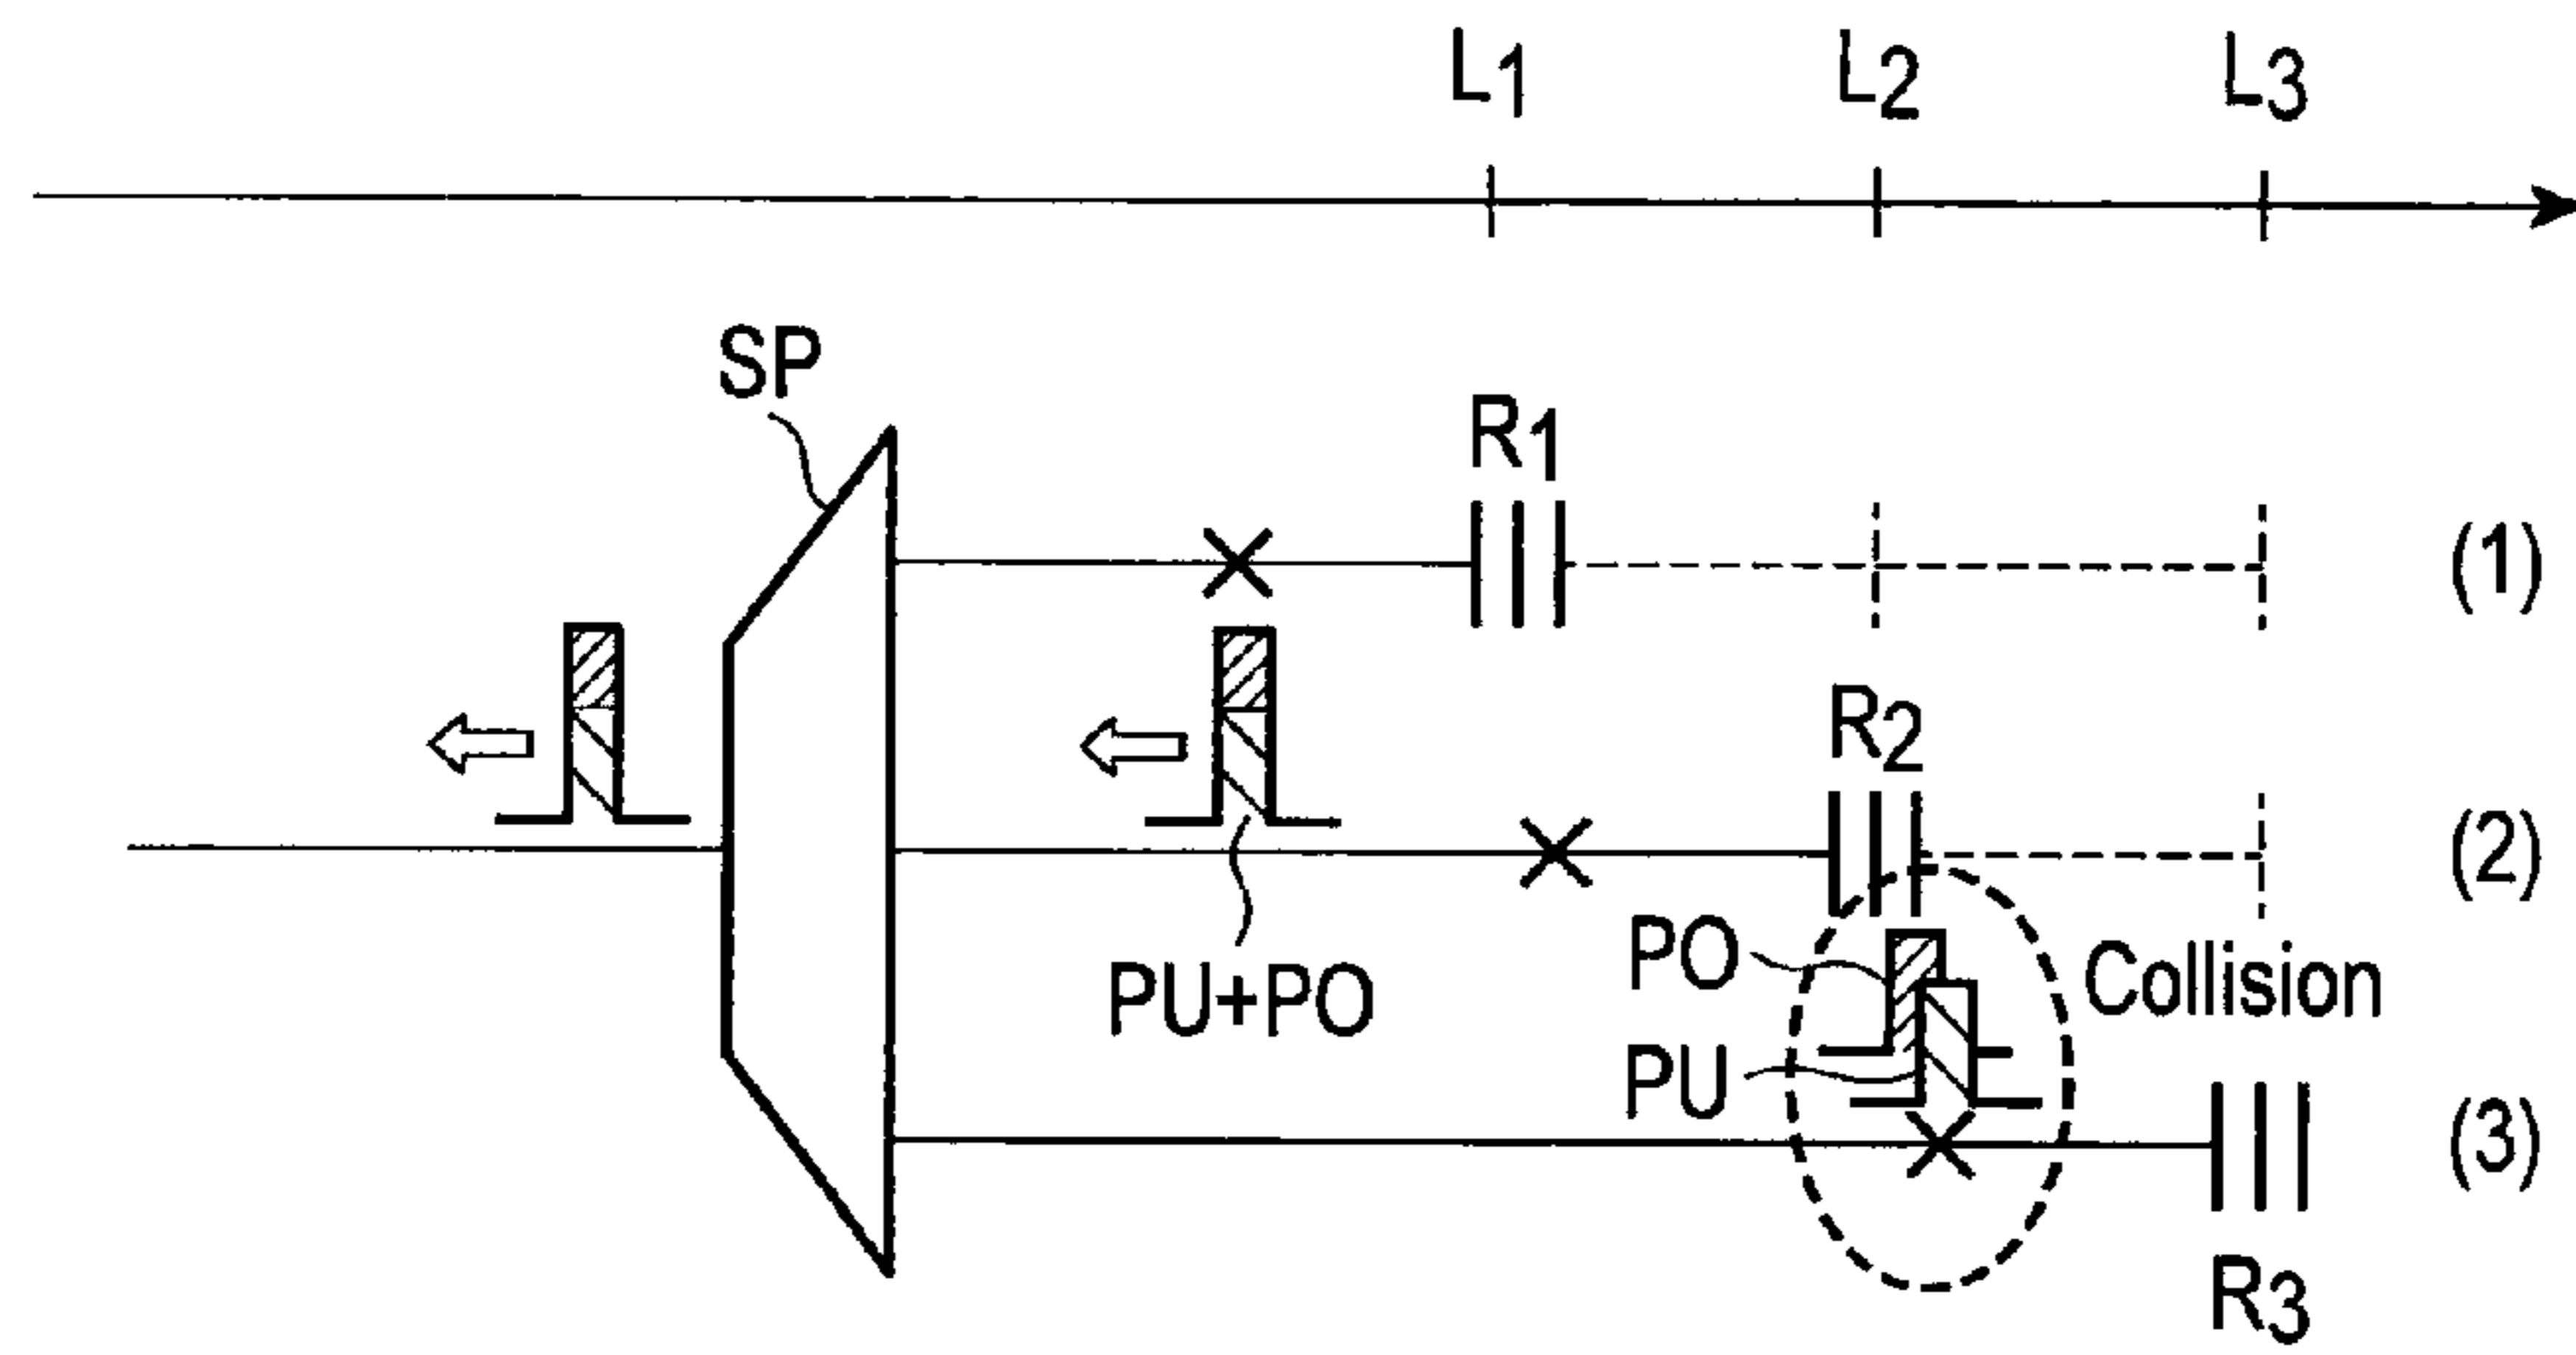 L1 L2 L3
SP
R1
(1)
R2
(2)
PU+PO
PO
Collision
PU
(3)
R3